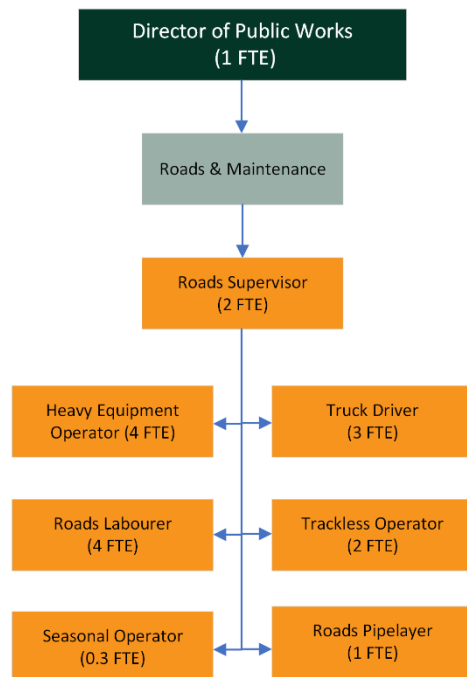 Director of Public Works
(1 FTE)
Roads & Maintenance
Roads Supervisor
(2 FTE)
Heavy Equipment
Operator (4 FTE)
Truck Driver
(3 FTE)
Roads Labourer
(4 FTE)
Trackless Operator
(2 FTE)
Seasonal Operator
(0.3 FTE)
Roads Pipelayer
(1 FTE)